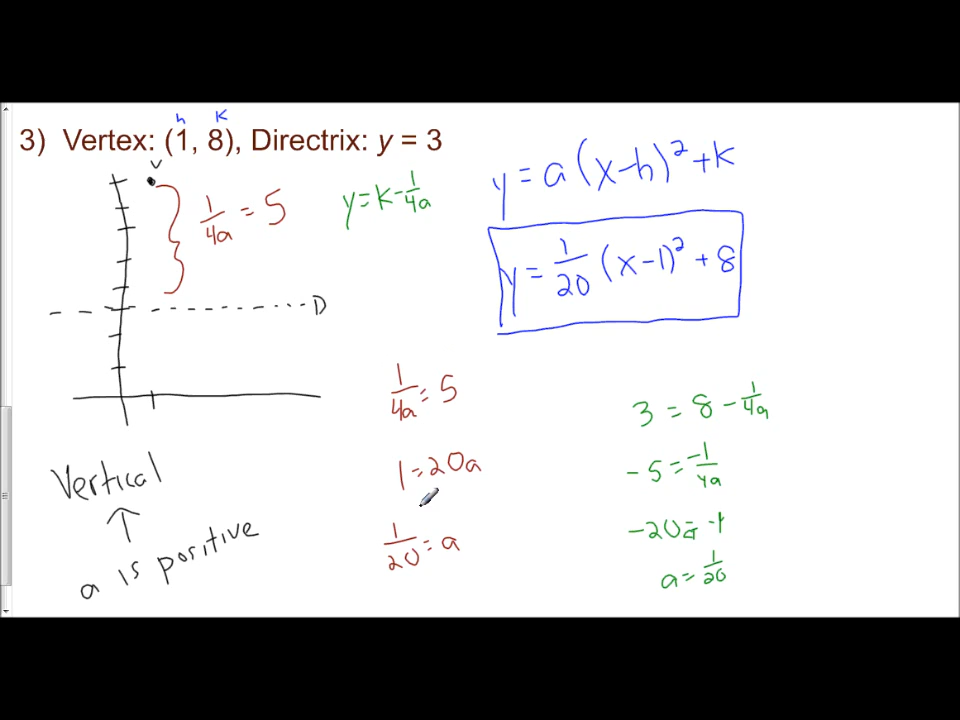 h K
3) Vertex: (1, 8), Directrix: y = 3
V
1/4a = 5
y = K - 1/4a
y = a(x-h)² + K
y = 1/20 (x-1)² + 8
D
1/4a = 5
1 = 20a
1/20 = a
3 = 8 - 1/4a
-5 = -1/4a
-20a = -1
a = 1/20
Vertical
↑
a is positive